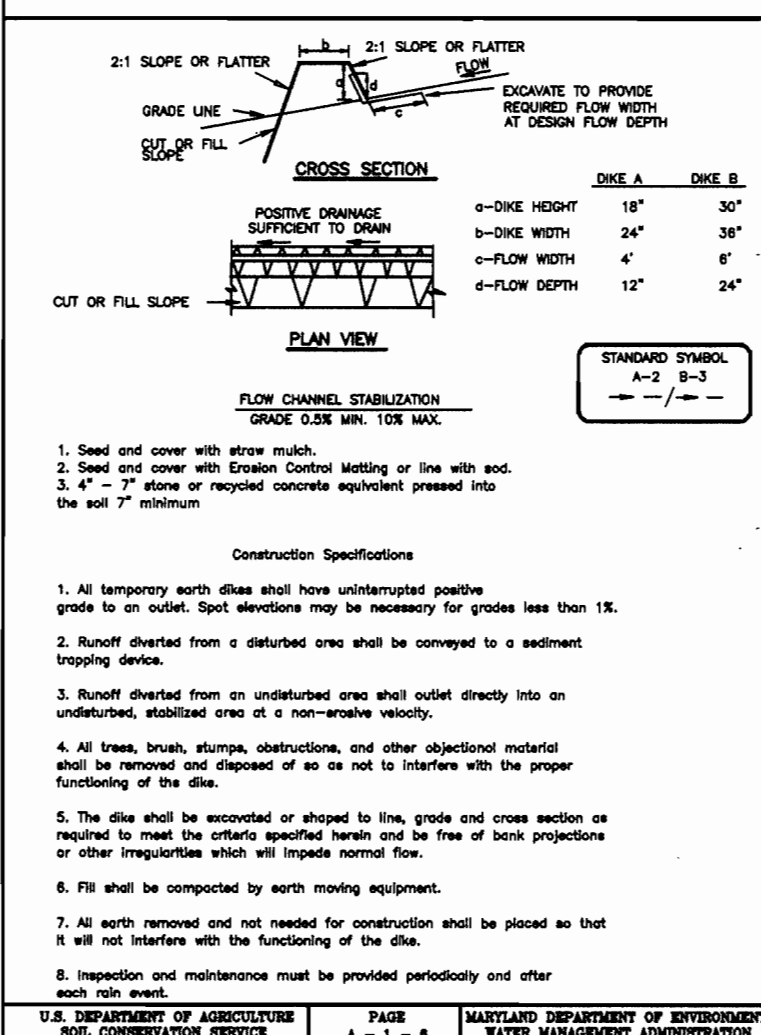 b
2:1 SLOPE OR FLATTER
2:1 SLOPE OR FLATTER
FLOW
a
d
c
EXCAVATE TO PROVIDE
REQUIRED FLOW WIDTH
AT DESIGN FLOW DEPTH
GRADE LINE
CUT OR FILL
SLOPE
CROSS SECTION
DIKE A DIKE B
a-DIKE HEIGHT 18" 30"
b-DIKE WIDTH 24" 36"
c-FLOW WIDTH 4' 6'
d-FLOW DEPTH 12" 24"
POSITIVE DRAINAGE
SUFFICIENT TO DRAIN
CUT OR FILL SLOPE
PLAN VIEW
STANDARD SYMBOL
A-2 B-3
FLOW CHANNEL STABILIZATION
GRADE 0.5% MIN. 10% MAX.
1. Seed and cover with straw mulch.
2. Seed and cover with Erosion Control Matting or line with sod.
3. 4" - 7" stone or recycled concrete equivalent pressed into
the soil 7" minimum
Construction Specifications
1. All temporary earth dikes shall have uninterrupted positive
grade to an outlet. Spot elevations may be necessary for grades less than 1%.
2. Runoff diverted from a disturbed area shall be conveyed to a sediment
trapping device.
3. Runoff diverted from an undisturbed area shall outlet directly into an
undisturbed, stabilized area at a non-erosive velocity.
4. All trees, brush, stumps, obstructions, and other objectional material
shall be removed and disposed of so as not to interfere with the proper
functioning of the dike.
5. The dike shall be excavated or shaped to line, grade and cross section as
required to meet the criteria specified herein and be free of bank projections
or other irregularities which will impede normal flow.
6. Fill shall be compacted by earth moving equipment.
7. All earth removed and not needed for construction shall be placed so that
it will not interfere with the functioning of the dike.
8. Inspection and maintenance must be provided periodically and after
each rain event.
U.S. DEPARTMENT OF AGRICULTURE
SOIL CONSERVATION SERVICE
PAGE
A - 1 - 6
MARYLAND DEPARTMENT OF ENVIRONMENT
WATER MANAGEMENT ADMINISTRATION